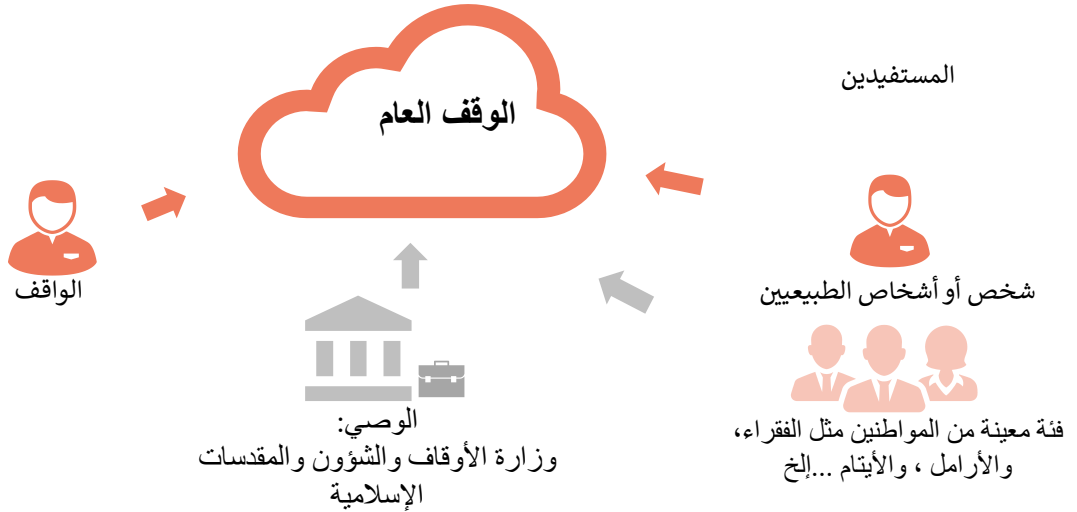 المستفيدين
الوقف العام
شخص أو أشخاص الطبيعيين
الواقف
الوصي:
وزارة الأوقاف والشؤون والمقدسات
الإسلامية
فئة معينة من المواطنين مثل الفقراء،
والأرامل ، والأيتام ...إلخ